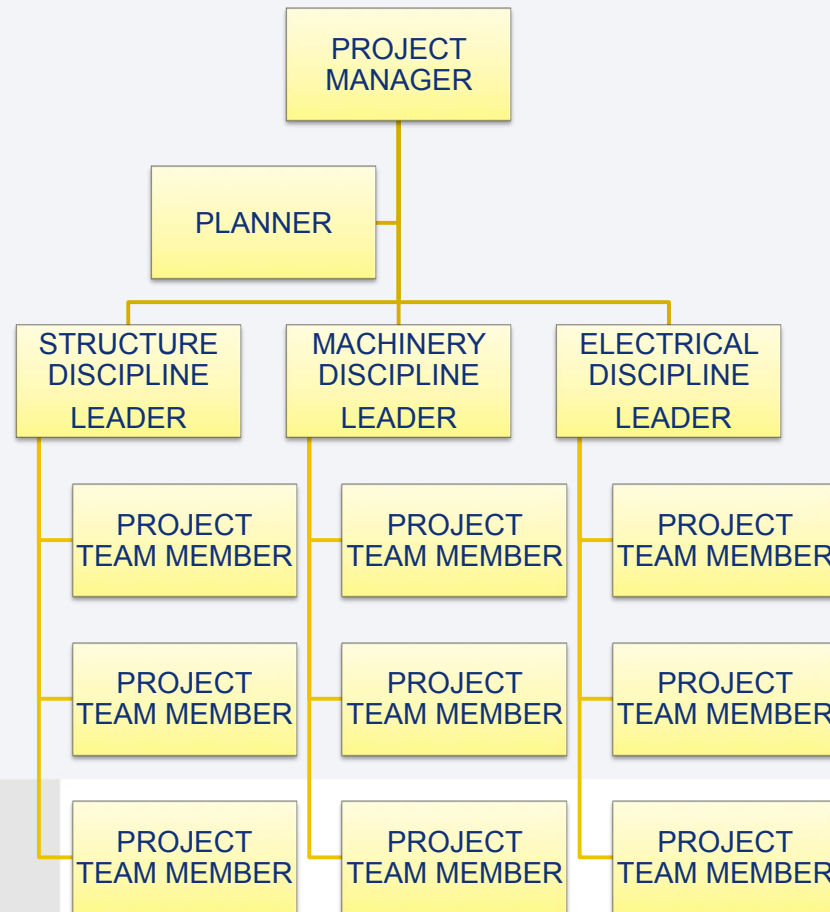 PROJECT
MANAGER
PLANNER
STRUCTURE
DISCIPLINE
LEADER
MACHINERY
DISCIPLINE
LEADER
ELECTRICAL
DISCIPLINE
LEADER
PROJECT
TEAM MEMBER
PROJECT
TEAM MEMBER
PROJECT
TEAM MEMBER
PROJECT
TEAM MEMBER
PROJECT
TEAM MEMBER
PROJECT
TEAM MEMBER
PROJECT
TEAM MEMBER
PROJECT
TEAM MEMBER
PROJECT
TEAM MEMBER